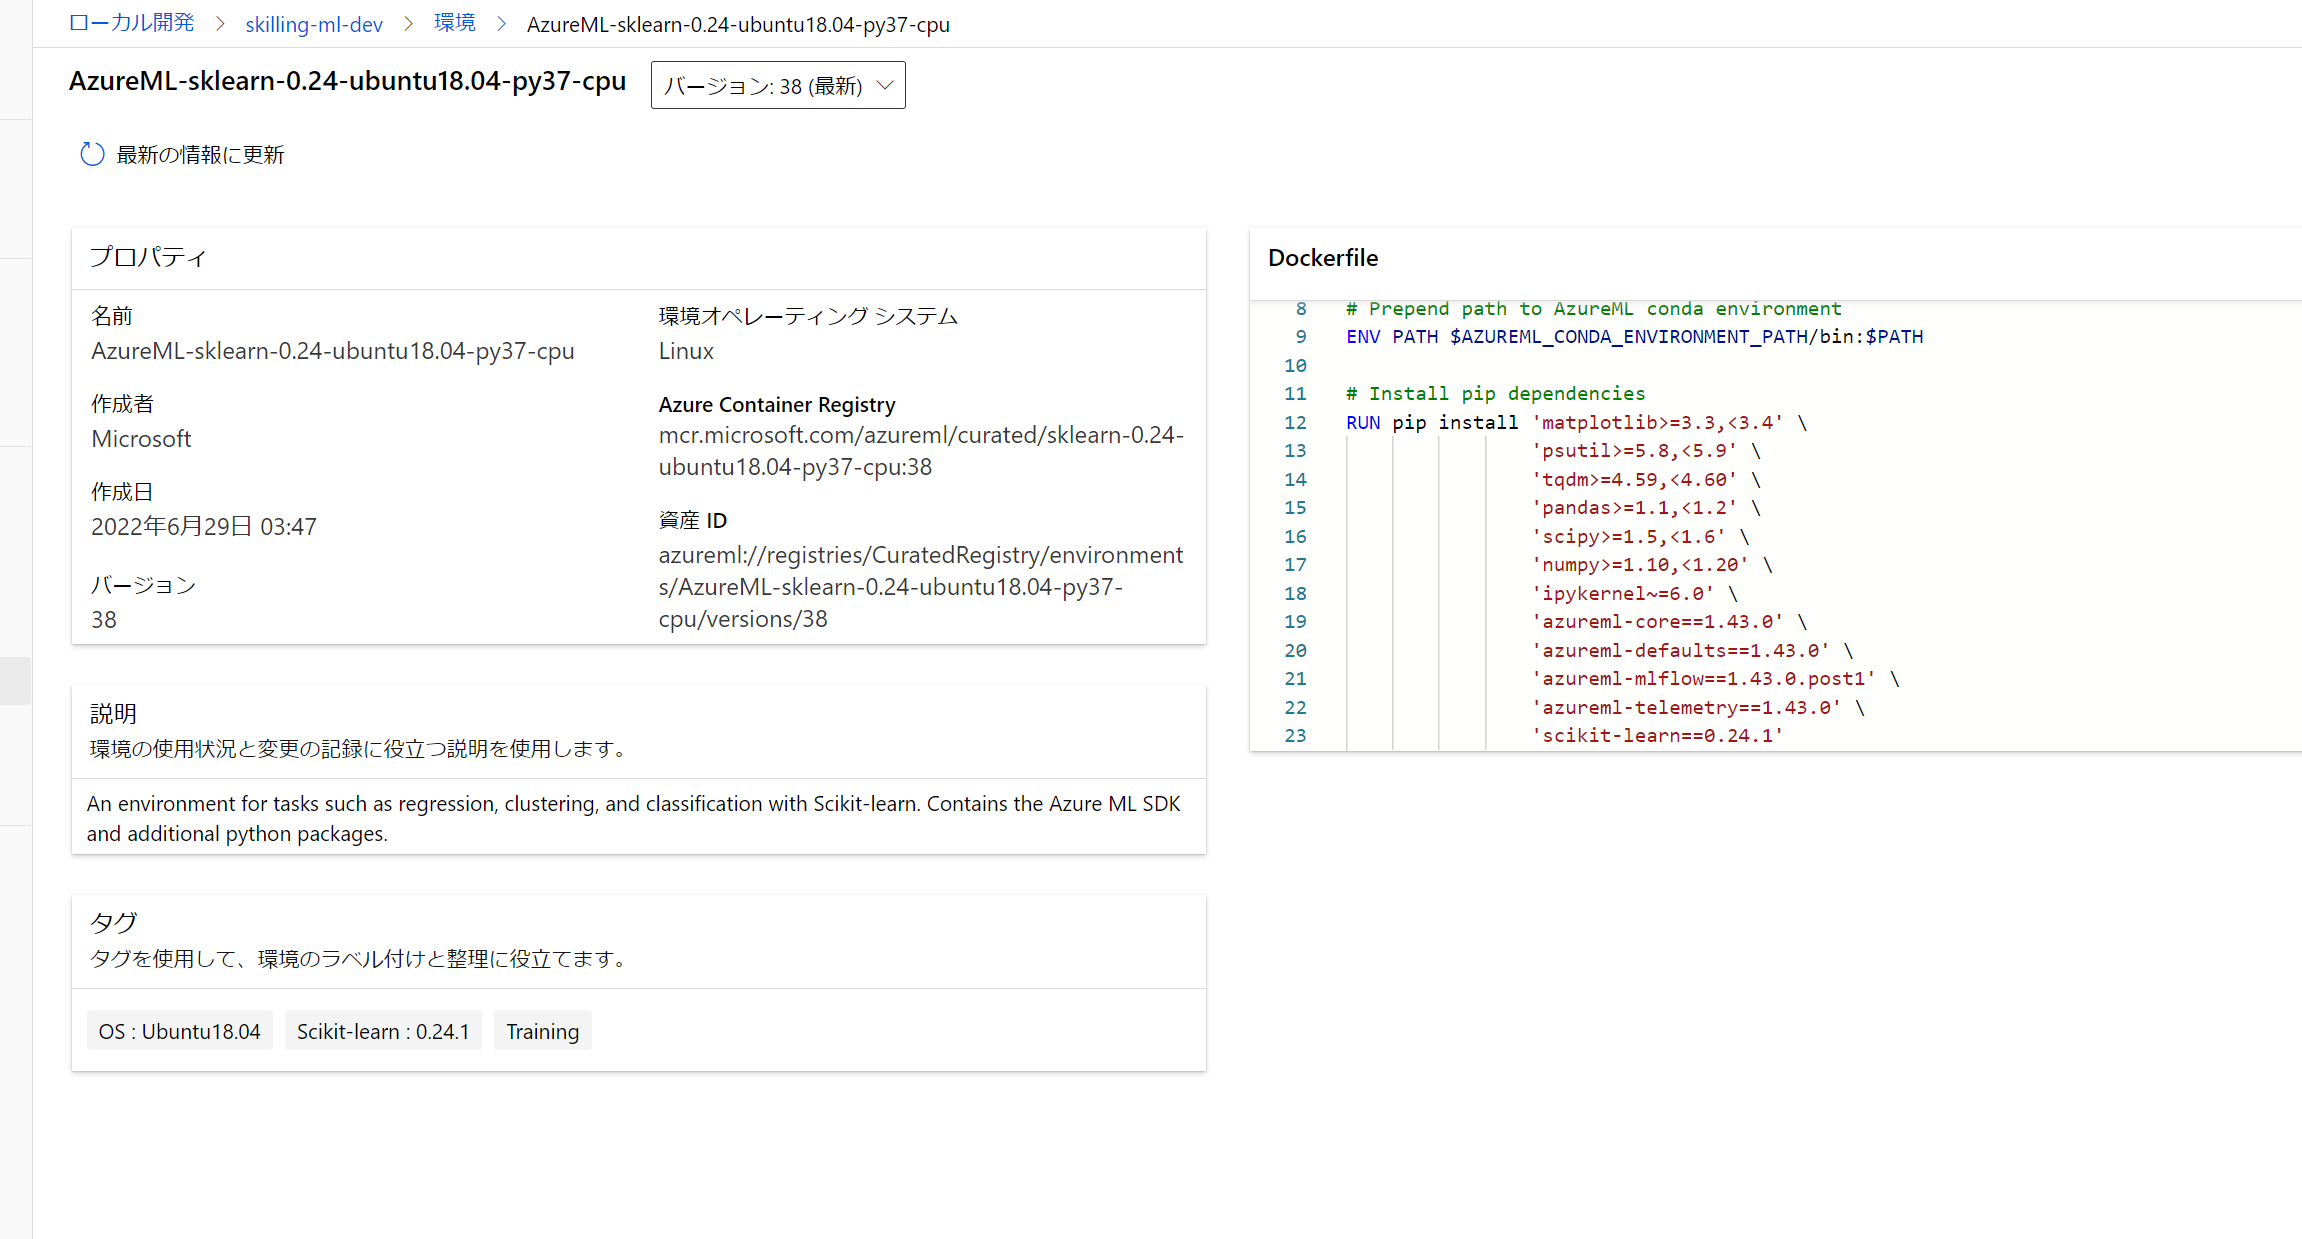 ローカル開発 > skilling-ml-dev > 環境 > AzureML-sklearn-0.24-ubuntu18.04-py37-cpu
AzureML-sklearn-0.24-ubuntu18.04-py37-cpu バージョン: 38 (最新)
最新の情報に更新
プロパティ
名前
AzureML-sklearn-0.24-ubuntu18.04-py37-cpu
作成者
Microsoft
作成日
2022年6月29日 03:47
バージョン
38
環境オペレーティング システム
Linux
Azure Container Registry
mcr.microsoft.com/azureml/curated/sklearn-0.24-
ubuntu18.04-py37-cpu:38
資産 ID
azureml://registries/CuratedRegistry/environment
s/AzureML-sklearn-0.24-ubuntu18.04-py37-
cpu/versions/38
説明
環境の使用状況と変更の記録に役立つ説明を使用します。
An environment for tasks such as regression, clustering, and classification with Scikit-learn. Contains the Azure ML SDK
and additional python packages.
タグ
タグを使用して、環境のラベル付けと整理に役立てます。
OS : Ubuntu18.04 Scikit-learn : 0.24.1 Training
Dockerfile
8 # Prepend path to AzureML conda environment
9 ENV PATH $AZUREML_CONDA_ENVIRONMENT_PATH/bin:$PATH
10
11 # Install pip dependencies
12 RUN pip install 'matplotlib>=3.3,<3.4' \
13 'psutil>=5.8,<5.9' \
14 'tqdm>=4.59,<4.60' \
15 'pandas>=1.1,<1.2' \
16 'scipy>=1.5,<1.6' \
17 'numpy>=1.10,<1.20' \
18 'ipykernel~=6.0' \
19 'azureml-core==1.43.0' \
20 'azureml-defaults==1.43.0' \
21 'azureml-mlflow==1.43.0.post1' \
22 'azureml-telemetry==1.43.0' \
23 'scikit-learn==0.24.1'